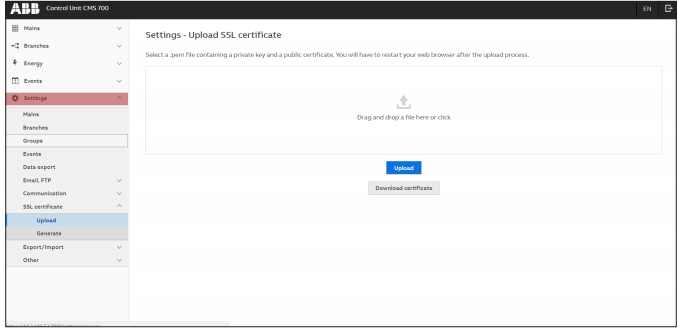 ABB Control Unit CMS 700 EN
Mains
Branches
Energy
Events
Settings
Mains
Branches
Groups
Events
Data export
Email, FTP
Communication
SSL certificate
Upload
Generate
Export/Import
Other
Settings - Upload SSL certificate
Select a .pem file containing a private key and a public certificate. You will have to restart your web browser after the upload process.
Drag and drop a file here or click
Upload
Download certificate